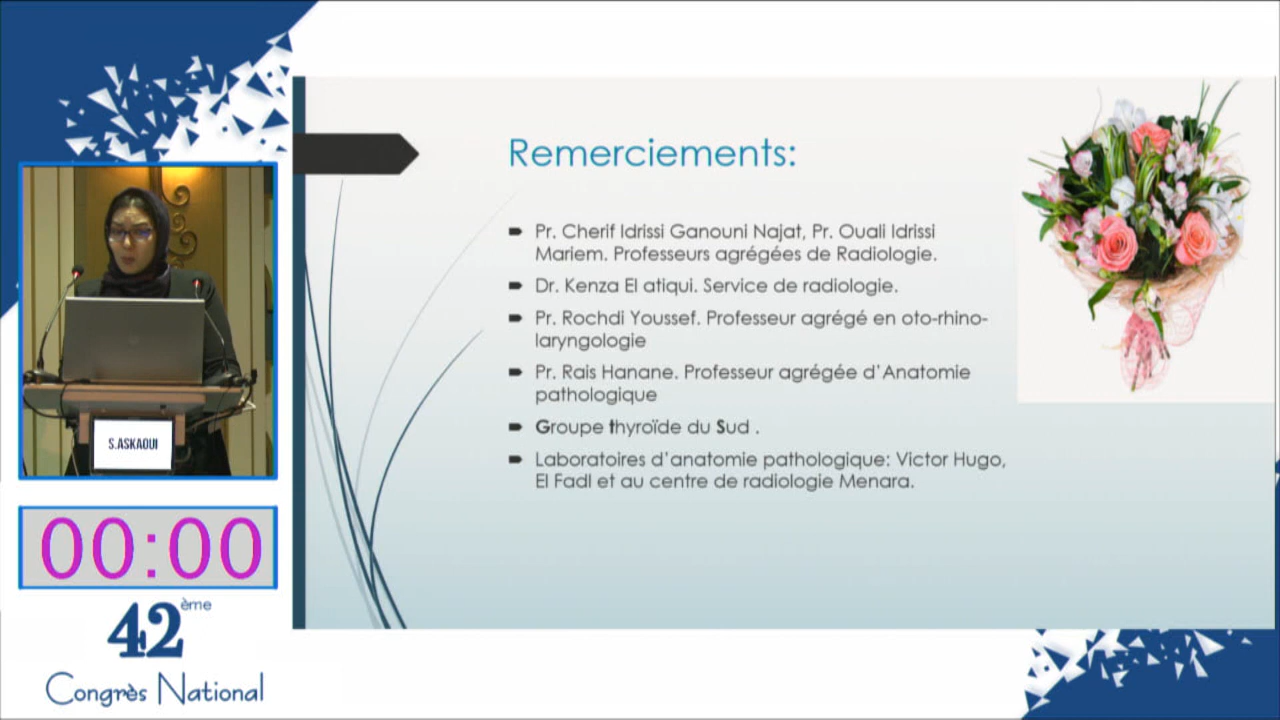 Remerciements:
Pr. Cherif Idrissi Ganouni Najat, Pr. Ouali Idrissi
Mariem. Professeurs agrégées de Radiologie.
Dr. Kenza El atiqui. Service de radiologie.
Pr. Rochdi Youssef. Professeur agrégé en oto-rhino-
laryngologie
Pr. Rais Hanane. Professeur agrégée d'Anatomie
pathologique
Groupe thyroïde du Sud .
Laboratoires d'anatomie pathologique: Victor Hugo,
El Fadl et au centre de radiologie Menara.
S.ASKAOUI
00:00
42ème
Congrès National